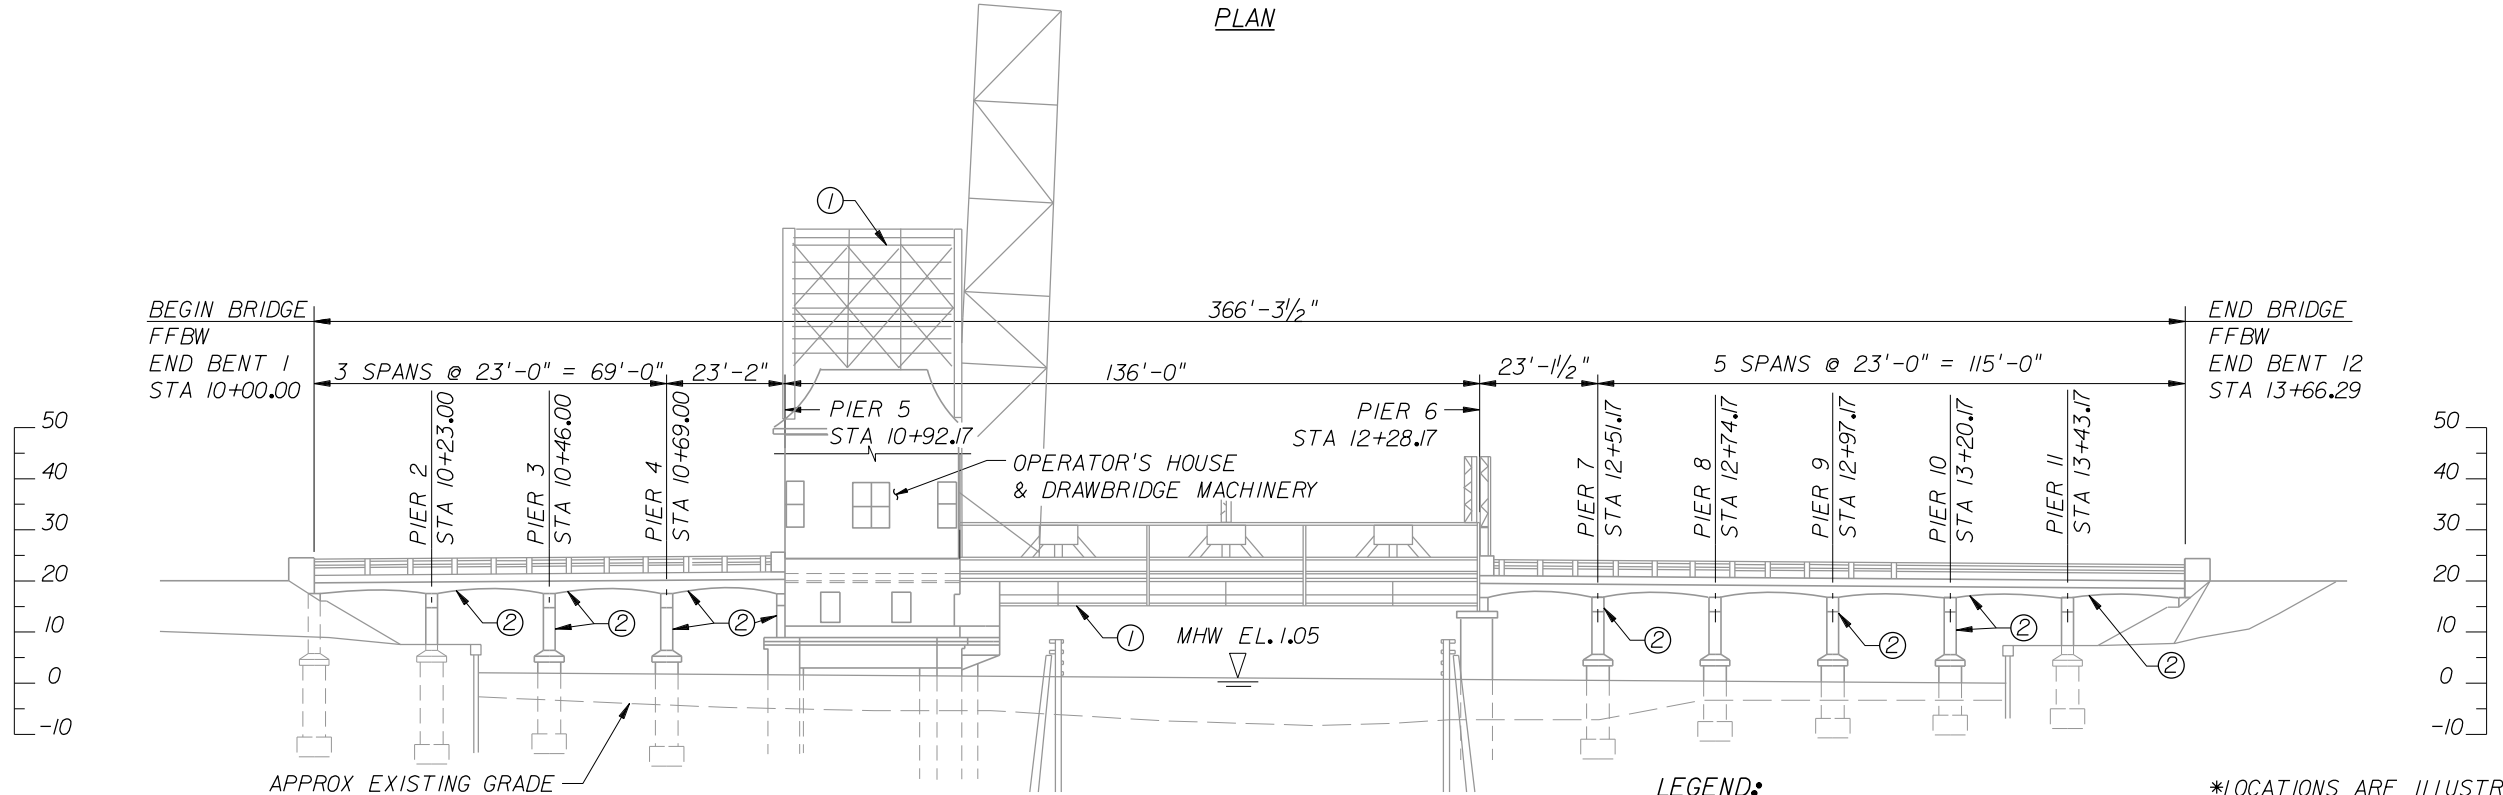 PLAN
1
366'-3½"
BEGIN BRIDGE
FFBW
END BENT 1
STA 10+00.00
END BRIDGE
FFBW
END BENT 12
STA 13+66.29
3 SPANS @ 23'-0" = 69'-0"
23'-2"
136'-0"
23'-1½"
5 SPANS @ 23'-0" = 115'-0"
PIER 5
STA 10+92.17
PIER 6
STA 12+28.17
PIER 2
STA 10+23.00
PIER 3
STA 10+46.00
PIER 4
STA 10+69.00
OPERATOR'S HOUSE
& DRAWBRIDGE MACHINERY
PIER 7
STA 12+51.17
PIER 8
STA 12+74.17
PIER 9
STA 12+97.17
PIER 10
STA 13+20.17
PIER 11
STA 13+43.17
50
40
30
20
10
0
-10
50
40
30
20
10
0
-10
2
2
2
1
MHW EL. 1.05
2
2
2
2
APPROX EXISTING GRADE
LEGEND:
*LOCATIONS ARE